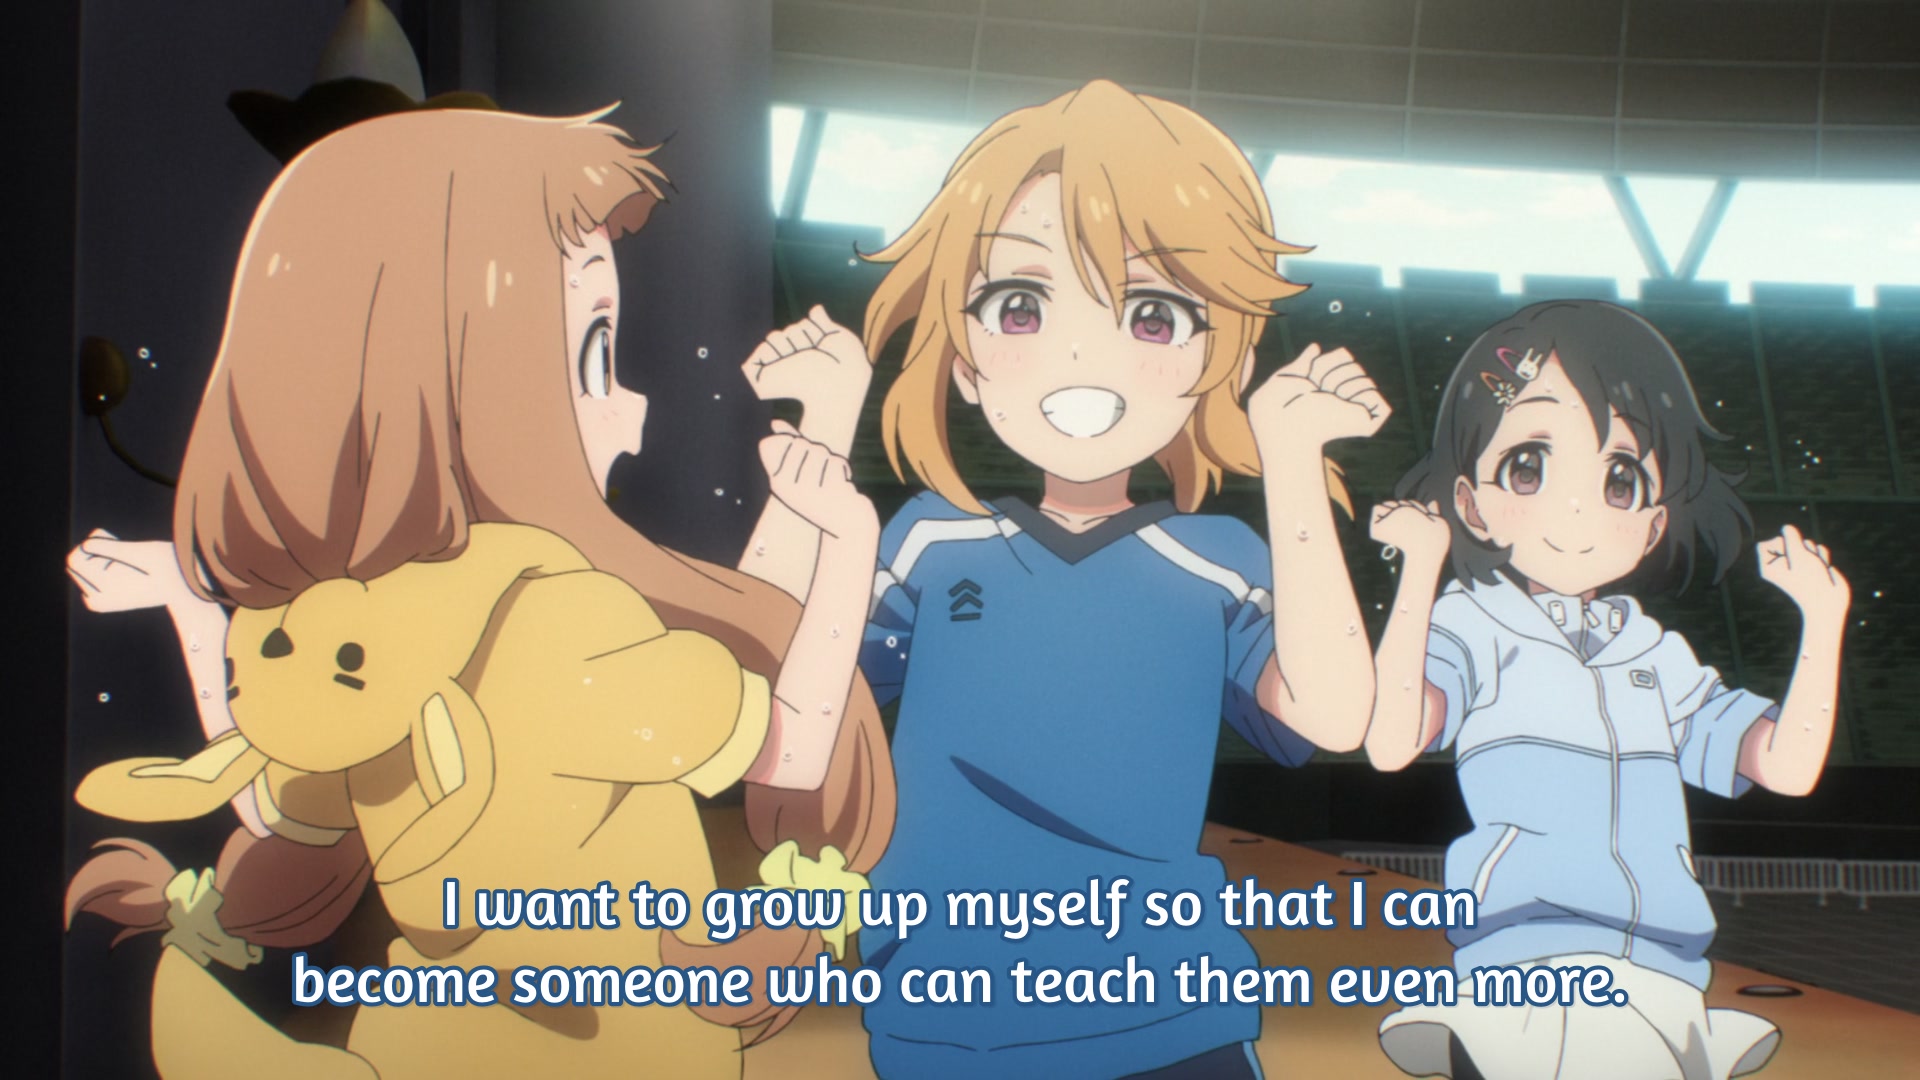 I want to grow up myself so that I can
become someone who can teach them even more.